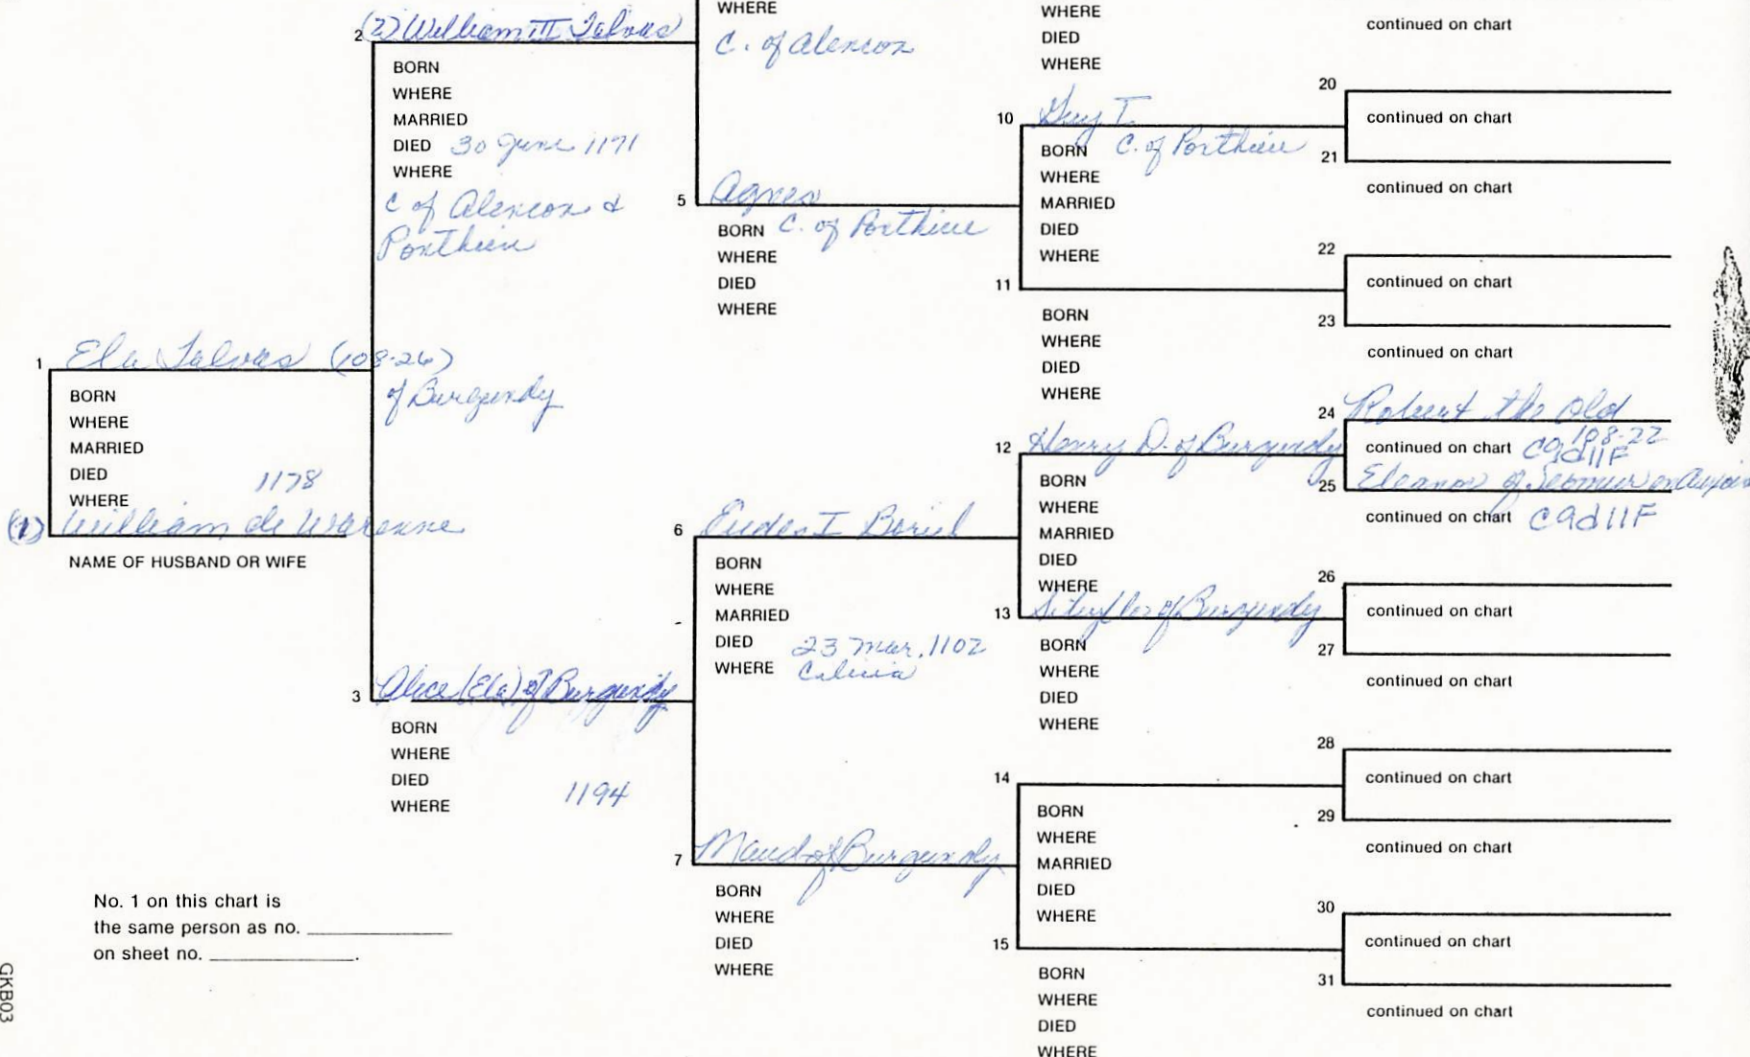 2 (2) William II Talvas
BORN
WHERE
MARRIED
DIED 30 June 1171
WHERE
C of Alencon &
Ponthieu
1 Ela Talvas (108-26)
of Burgundy
BORN
WHERE
MARRIED
DIED 1178
WHERE
(1) William de Warenne
NAME OF HUSBAND OR WIFE
3 Alice (Ela) of Burgundy
BORN
WHERE
DIED
WHERE 1194
No. 1 on this chart is
the same person as no.
on sheet no. .
GKB03
WHERE
C. of Alencon
5 Agnes
BORN C. of Ponthieu
WHERE
DIED
WHERE
6 Eudes I Borel
BORN
WHERE
MARRIED
DIED 23 Mar, 1102
WHERE Cilicia
7 Maud of Burgundy
BORN
WHERE
DIED
WHERE
WHERE
DIED
WHERE
10 Guy I
BORN C. of Ponthieu
WHERE
MARRIED
DIED
WHERE
11
BORN
WHERE
DIED
WHERE
12 Henry D. of Burgundy
BORN
WHERE
MARRIED
DIED
WHERE
13 of Burgundy
BORN
WHERE
DIED
WHERE
14
BORN
WHERE
MARRIED
DIED
WHERE
15
BORN
WHERE
DIED
WHERE
continued on chart
20
continued on chart
21
continued on chart
22
continued on chart
23
continued on chart
24 Robert the Old
108-22
continued on chart C9d11F
25 Eleanor of Semur en Auxois
continued on chart C9d11F
26
continued on chart
27
continued on chart
28
continued on chart
29
continued on chart
30
continued on chart
31
continued on chart